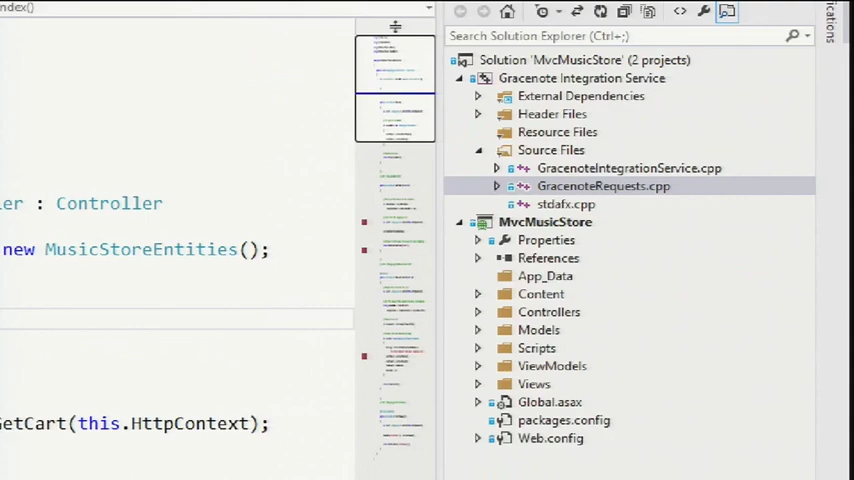 ndex()
ler : Controller
new MusicStoreEntities();
GetCart(this.HttpContext);
Search Solution Explorer (Ctrl+;)
Solution 'MvcMusicStore' (2 projects)
Gracenote Integration Service
External Dependencies
Header Files
Resource Files
Source Files
GracenoteIntegrationService.cpp
GracenoteRequests.cpp
stdafx.cpp
MvcMusicStore
Properties
References
App_Data
Content
Controllers
Models
Scripts
ViewModels
Views
Global.asax
packages.config
Web.config
ifications